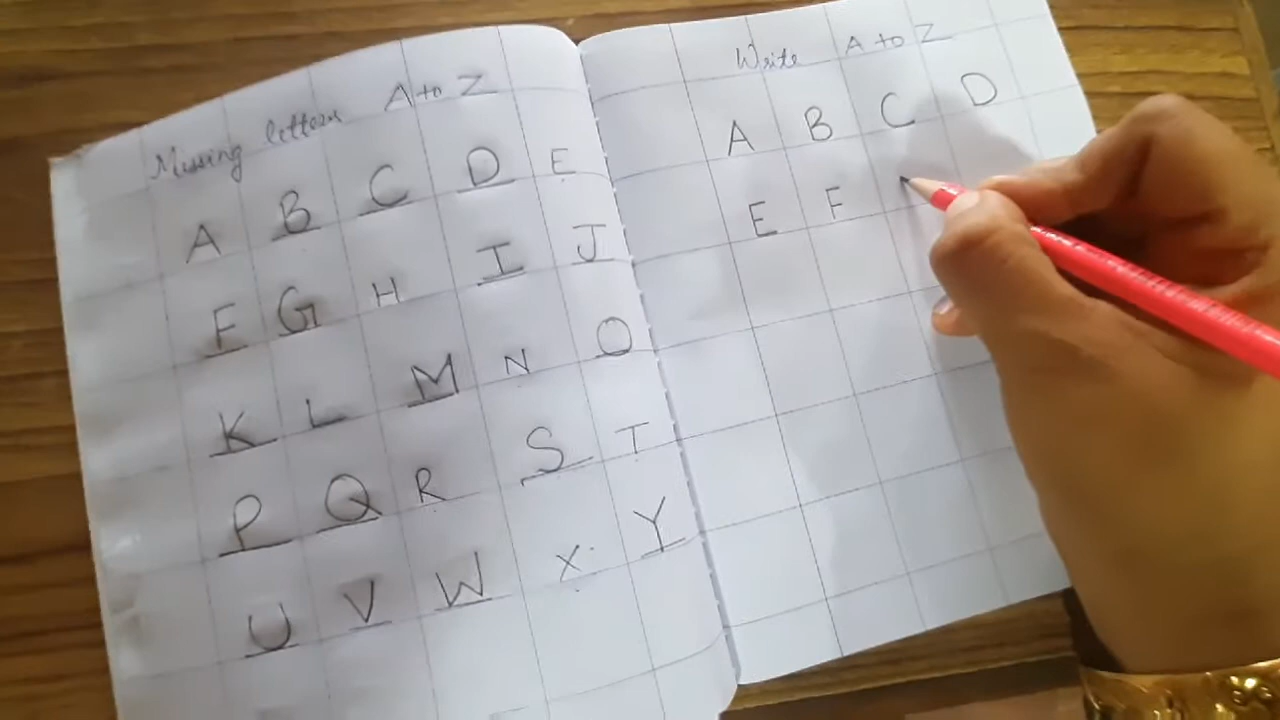 Missing letters A to Z
A B C D E
F G H I J
K L M N O
P Q R S T
U V W X Y
Write A to Z
A B C D
E F